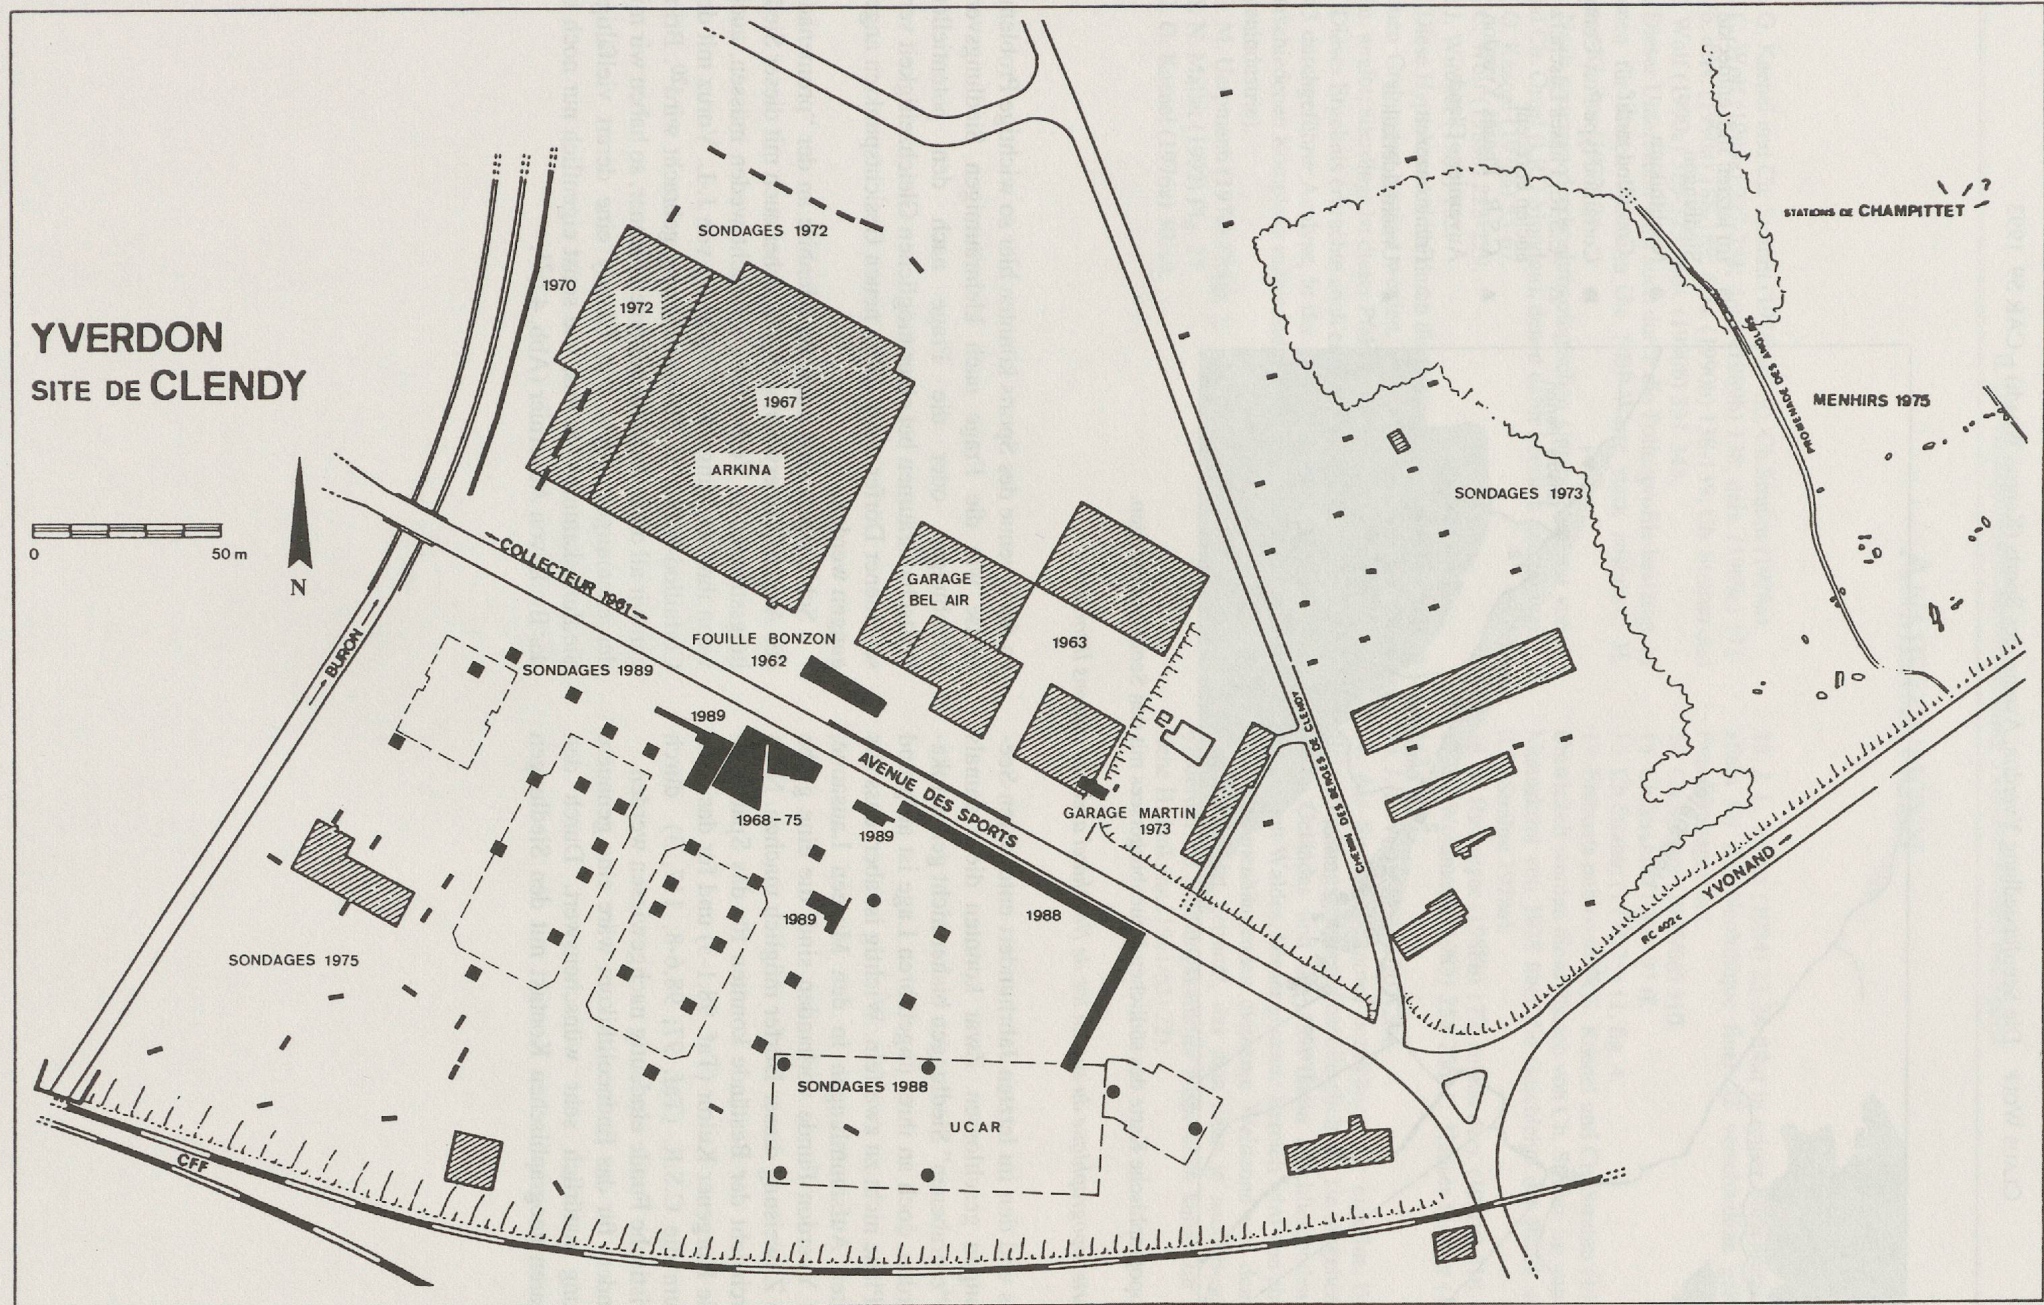 YVERDON
SITE DE CLENDY
0 50 m
N
SONDAGES 1972
1970
1972
1967
ARKINA
STATIONS DE CHAMPITTET
?
PROMENADE DES ANGLAIS
MENHIRS 1975
SONDAGES 1973
←COLLECTEUR 1961→
GARAGE
BEL AIR
1963
FOUILLE BONZON
1962
← BURON →
SONDAGES 1989
1989
1968-75
AVENUE DES SPORTS
1989
GARAGE MARTIN
1973
CHEMIN DES BERGES DE CLENDY
1989
1988
SONDAGES 1975
YVONAND →
RC 402c
SONDAGES 1988
UCAR
CFF